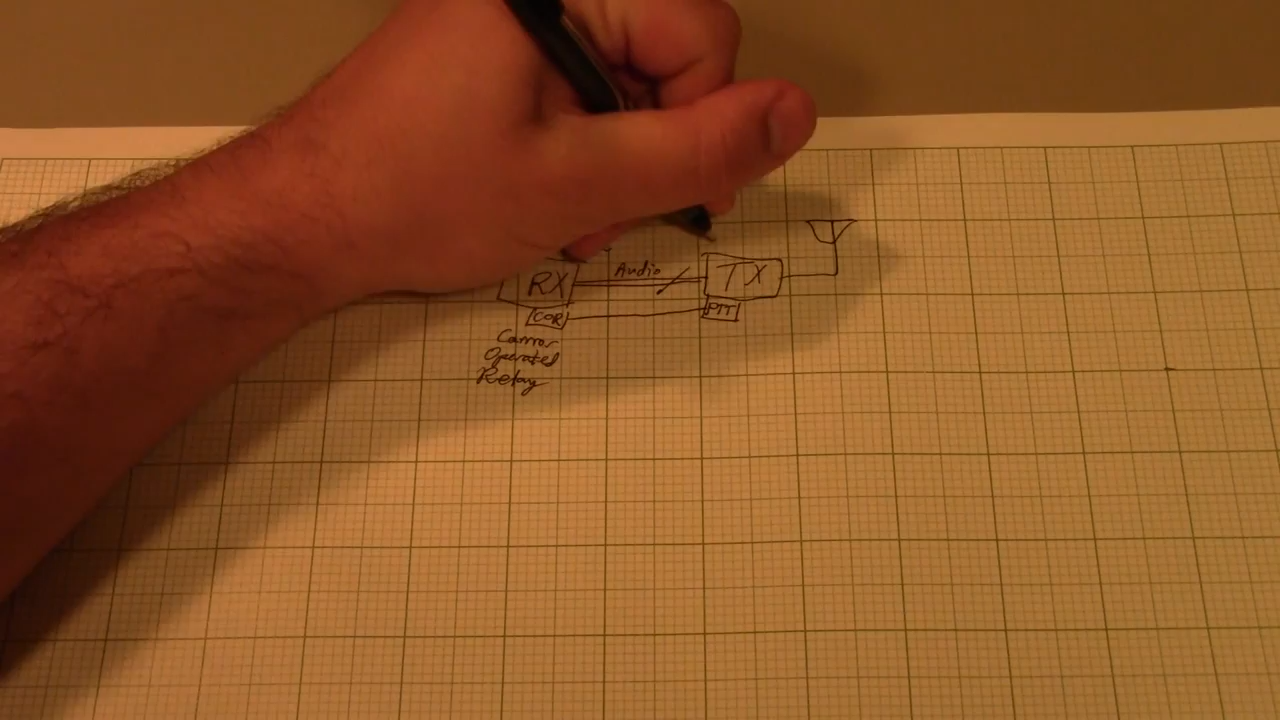 RX
Audio
TX
COR
PTT
Carrier
Operated
Relay